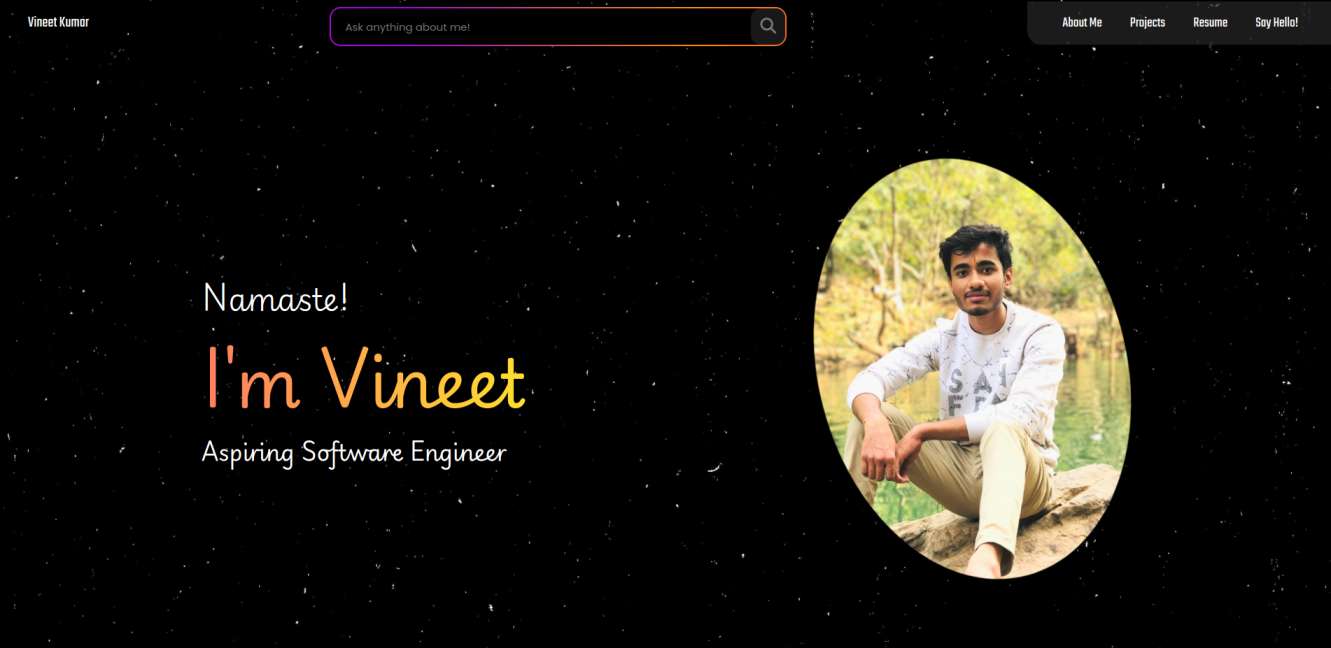 Vineet Kumar
Ask anything about me!
About Me
Projects
Resume
Say Hello!
Namaste!
I'm Vineet
Aspiring Software Engineer